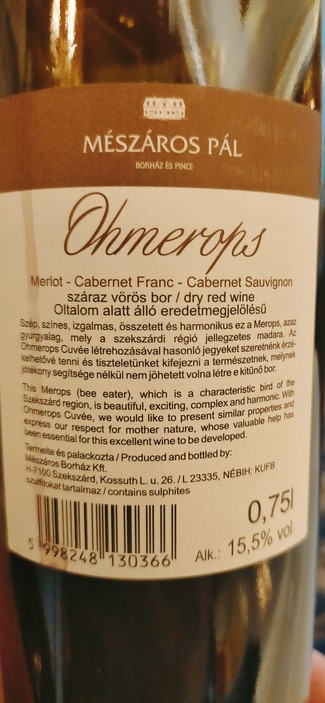 MÉSZÁROS PÁL
BORHÁZ ÉS PINCE
Ohmerops
Merlot - Cabernet Franc - Cabernet Sauvignon
száraz vörös bor / dry red wine
Oltalom alatt álló eredetmegjelölésű
Szép, színes, izgalmas, összetett és harmonikus ez a Merops, azaz
gyurgyalag, mely a szekszárdi régió jellegzetes madara. Az
Ohmerops Cuvée létrehozásával hasonló jegyeket szeretnénk érzé-
kelhetővé tenni és tiszteletünket kifejezni a természetnek, melynek
jótékony segítsége nélkül nem jöhetett volna létre e kitűnő bor.
This Merops (bee eater), which is a characteristic bird of the
Szekszárd region, is beautiful, exciting, complex and harmonic. With
Ohmerops Cuvée, we would like to present similar properties and
express our respect for mother nature, whose valuable help has
been essential for this excellent wine to be developed.
Termelte és palackozta / Produced and bottled by:
Mészáros Borház Kft.
H-7100 Szekszárd, Kossuth L. u. 26. / L 23335, NÉBIH: KUFB
szulfitokat tartalmaz / contains sulphites
0,75l
Alk.: 15,5% vol
5 998248 130366